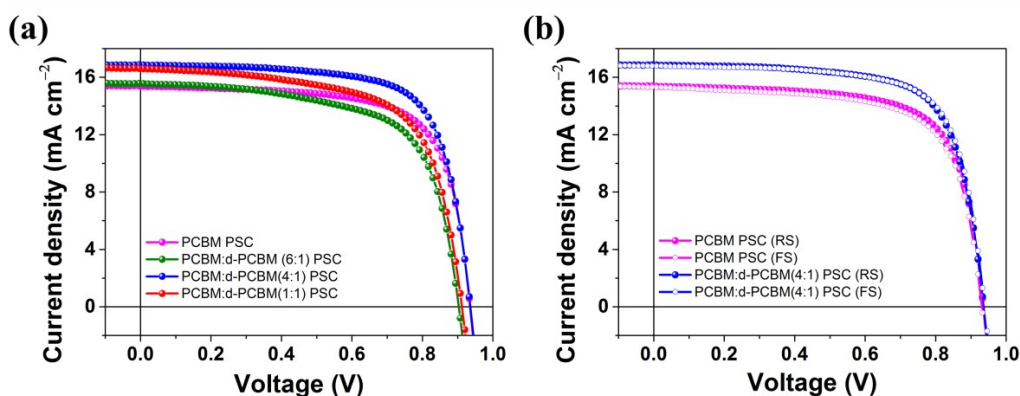 (a)
Current density (mA cm⁻²)
16
12
8
4
0
PCBM PSC
PCBM:d-PCBM (6:1) PSC
PCBM:d-PCBM(4:1) PSC
PCBM:d-PCBM(1:1) PSC
0.0 0.2 0.4 0.6 0.8 1.0
Voltage (V)
(b)
Current density (mA cm⁻²)
16
12
8
4
0
PCBM PSC (RS)
PCBM PSC (FS)
PCBM:d-PCBM(4:1) PSC (RS)
PCBM:d-PCBM(4:1) PSC (FS)
0.0 0.2 0.4 0.6 0.8 1.0
Voltage (V)